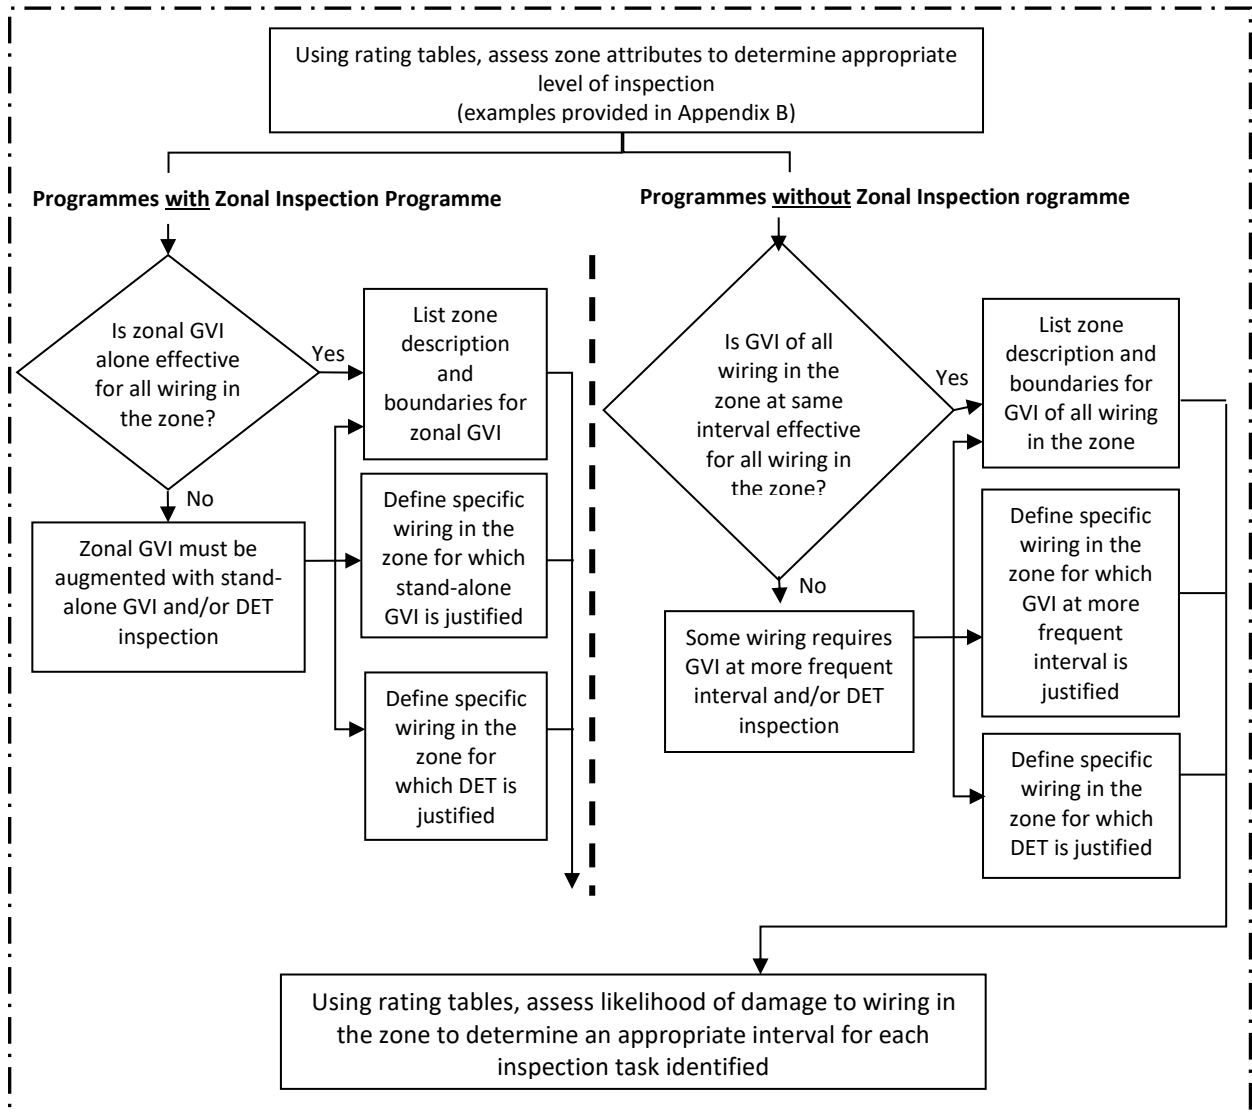 Using rating tables, assess zone attributes to determine appropriate
level of inspection
(examples provided in Appendix B)
Programmes with Zonal Inspection Programme
Programmes without Zonal Inspection rogramme
Is zonal GVI
alone effective
for all wiring in
the zone?
Yes
List zone
description
and
boundaries for
zonal GVI
No
Zonal GVI must be
augmented with stand-
alone GVI and/or DET
inspection
Define specific
wiring in the
zone for which
stand-alone
GVI is justified
Define specific
wiring in the
zone for
which DET is
justified
Is GVI of all
wiring in the
zone at same
interval effective
for all wiring in
the zone?
Yes
List zone
description and
boundaries for
GVI of all wiring
in the zone
No
Some wiring requires
GVI at more frequent
interval and/or DET
inspection
Define specific
wiring in the
zone for which
GVI at more
frequent
interval is
justified
Define specific
wiring in the
zone for which
DET is justified
Using rating tables, assess likelihood of damage to wiring in
the zone to determine an appropriate interval for each
inspection task identified